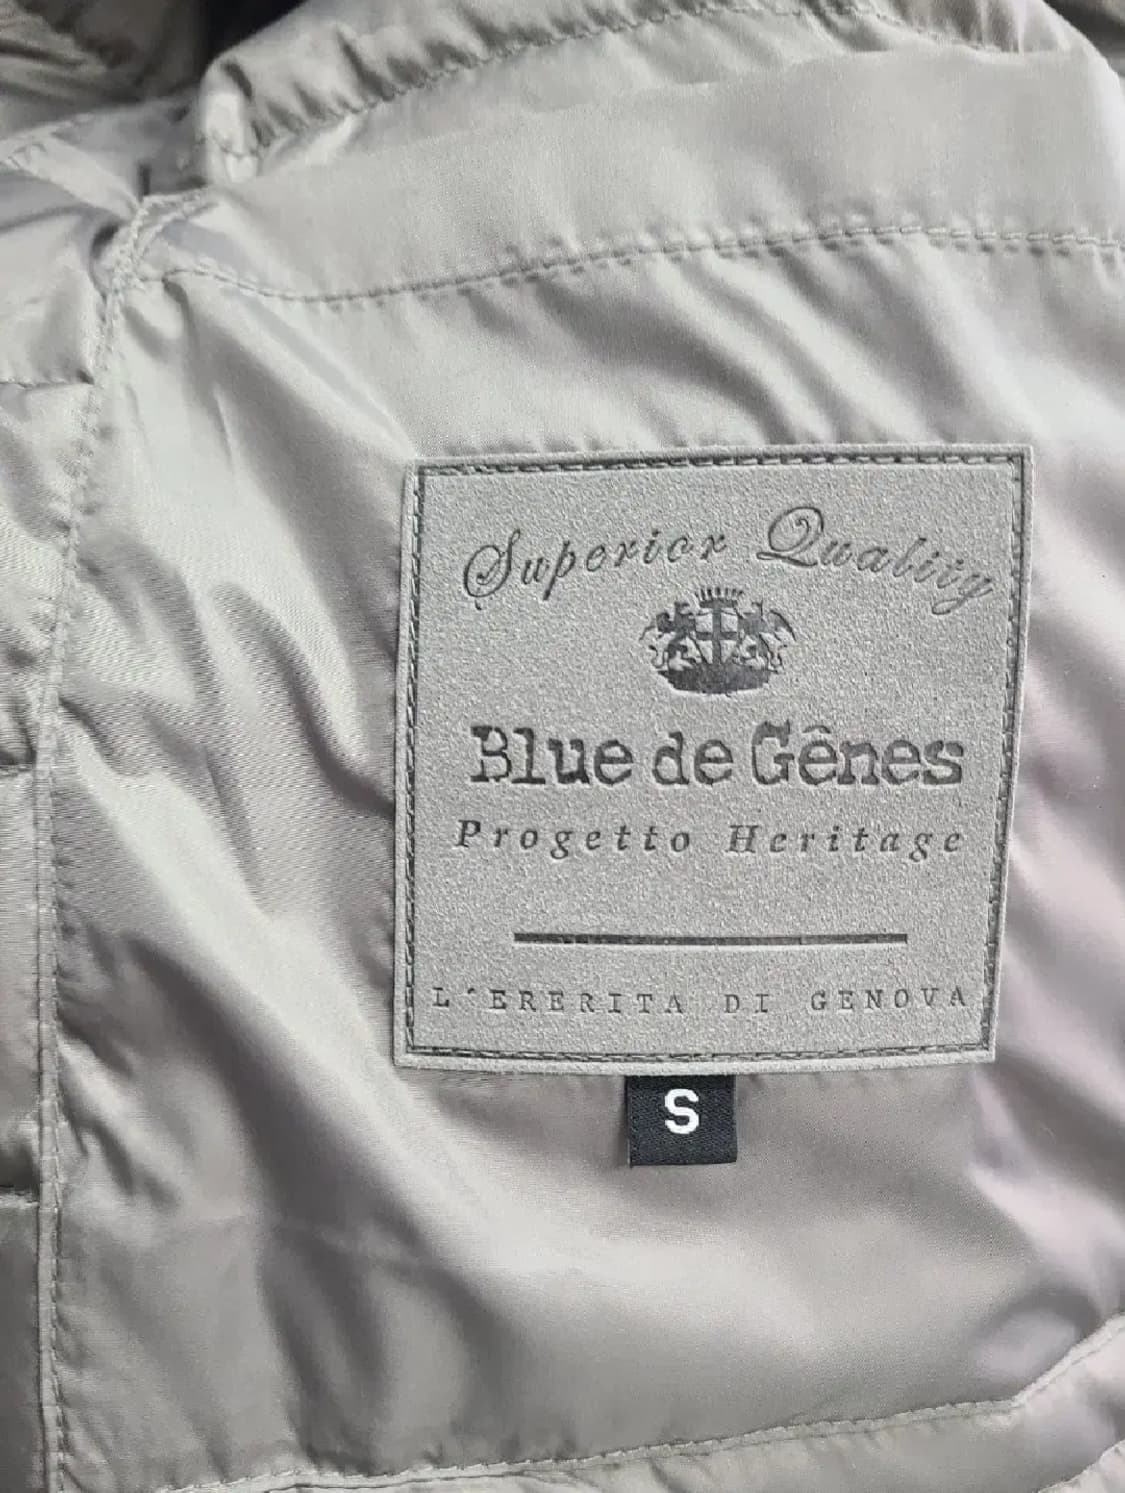 Superior Quality
Blue de Gênes
Progetto Heritage
L'ERERITA DI GENOVA
S